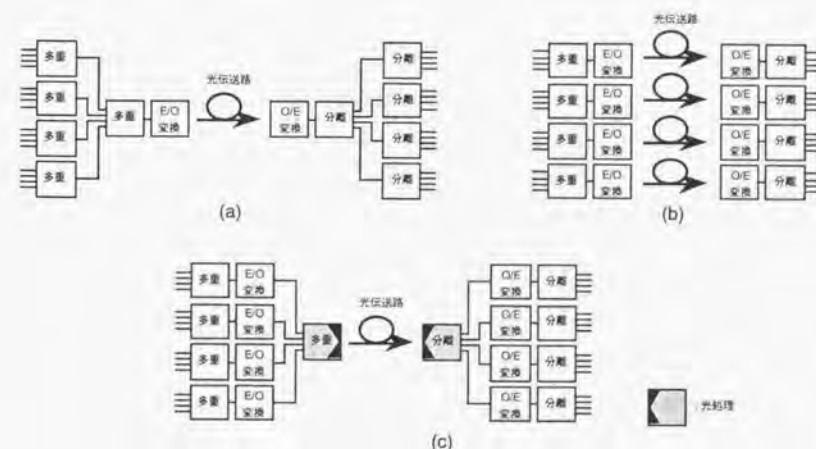 多重
多重
多重
多重
多重
E/O
変換
光伝送路
O/E
変換
分離
分離
分離
分離
分離
(a)
光伝送路
多重
E/O
変換
O/E
変換
分離
多重
E/O
変換
O/E
変換
分離
多重
E/O
変換
O/E
変換
分離
多重
E/O
変換
O/E
変換
分離
(b)
多重
E/O
変換
多重
E/O
変換
多重
E/O
変換
多重
E/O
変換
多重
光伝送路
分離
O/E
変換
分離
O/E
変換
分離
O/E
変換
分離
O/E
変換
分離
:光処理
(c)